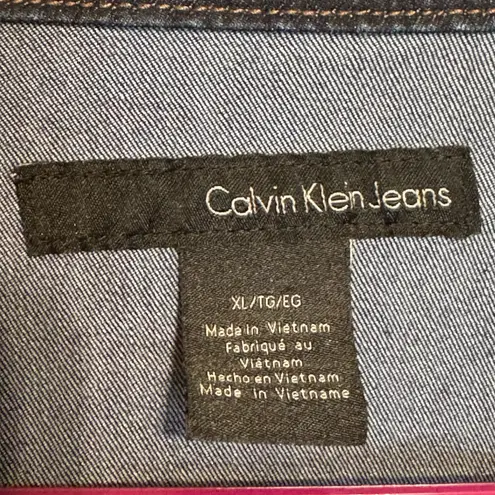 Calvin Klein Jeans
XL/TG/EG
Made in Vietnam
Fabriqué au
Viêtnam
Hecho en Vietnam
Made in Vietname